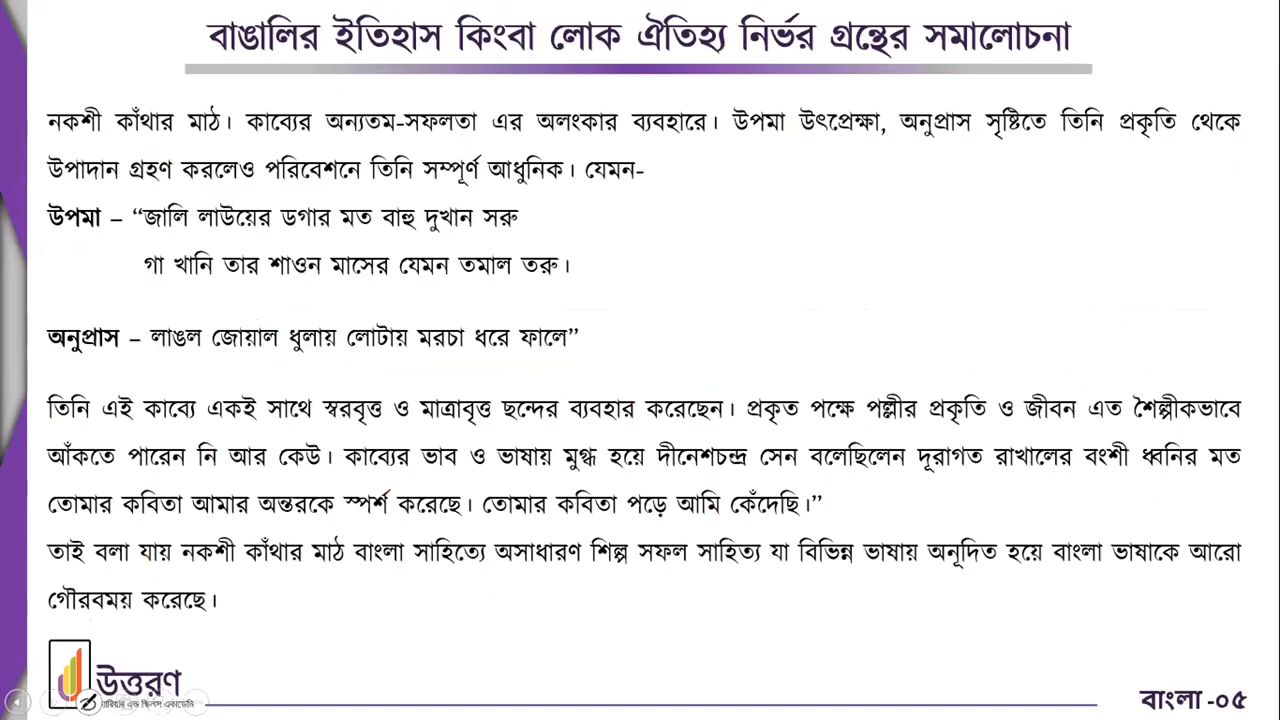 বাঙালির ইতিহাস কিংবা লোক ঐতিহ্য নির্ভর গ্রন্থের সমালোচনা
নকশী কাঁথার মাঠ। কাব্যের অন্যতম-সফলতা এর অলংকার ব্যবহারে। উপমা উৎপ্রেক্ষা, অনুপ্রাস সৃষ্টিতে তিনি প্রকৃতি থেকে
উপাদান গ্রহণ করলেও পরিবেশনে তিনি সম্পূর্ণ আধুনিক। যেমন-
উপমা – “জালি লাউয়ের ডগার মত বাহু দুখান সরু
গা খানি তার শাওন মাসের যেমন তমাল তরু।
অনুপ্রাস – লাঙল জোয়াল ধুলায় লোটায় মরচা ধরে ফালে”
তিনি এই কাব্যে একই সাথে স্বরবৃত্ত ও মাত্রাবৃত্ত ছন্দের ব্যবহার করেছেন। প্রকৃত পক্ষে পল্লীর প্রকৃতি ও জীবন এত শৈল্পীকভাবে
আঁকতে পারেন নি আর কেউ। কাব্যের ভাব ও ভাষায় মুগ্ধ হয়ে দীনেশচন্দ্র সেন বলেছিলেন দূরাগত রাখালের বংশী ধ্বনির মত
তোমার কবিতা আমার অন্তরকে স্পর্শ করেছে। তোমার কবিতা পড়ে আমি কেঁদেছি।”
তাই বলা যায় নকশী কাঁথার মাঠ বাংলা সাহিত্যে অসাধারণ শিল্প সফল সাহিত্য যা বিভিন্ন ভাষায় অনূদিত হয়ে বাংলা ভাষাকে আরো
গৌরবময় করেছে।
উত্তরণ
এন্ড স্কিলস একাডেমি
বাংলা -০৫